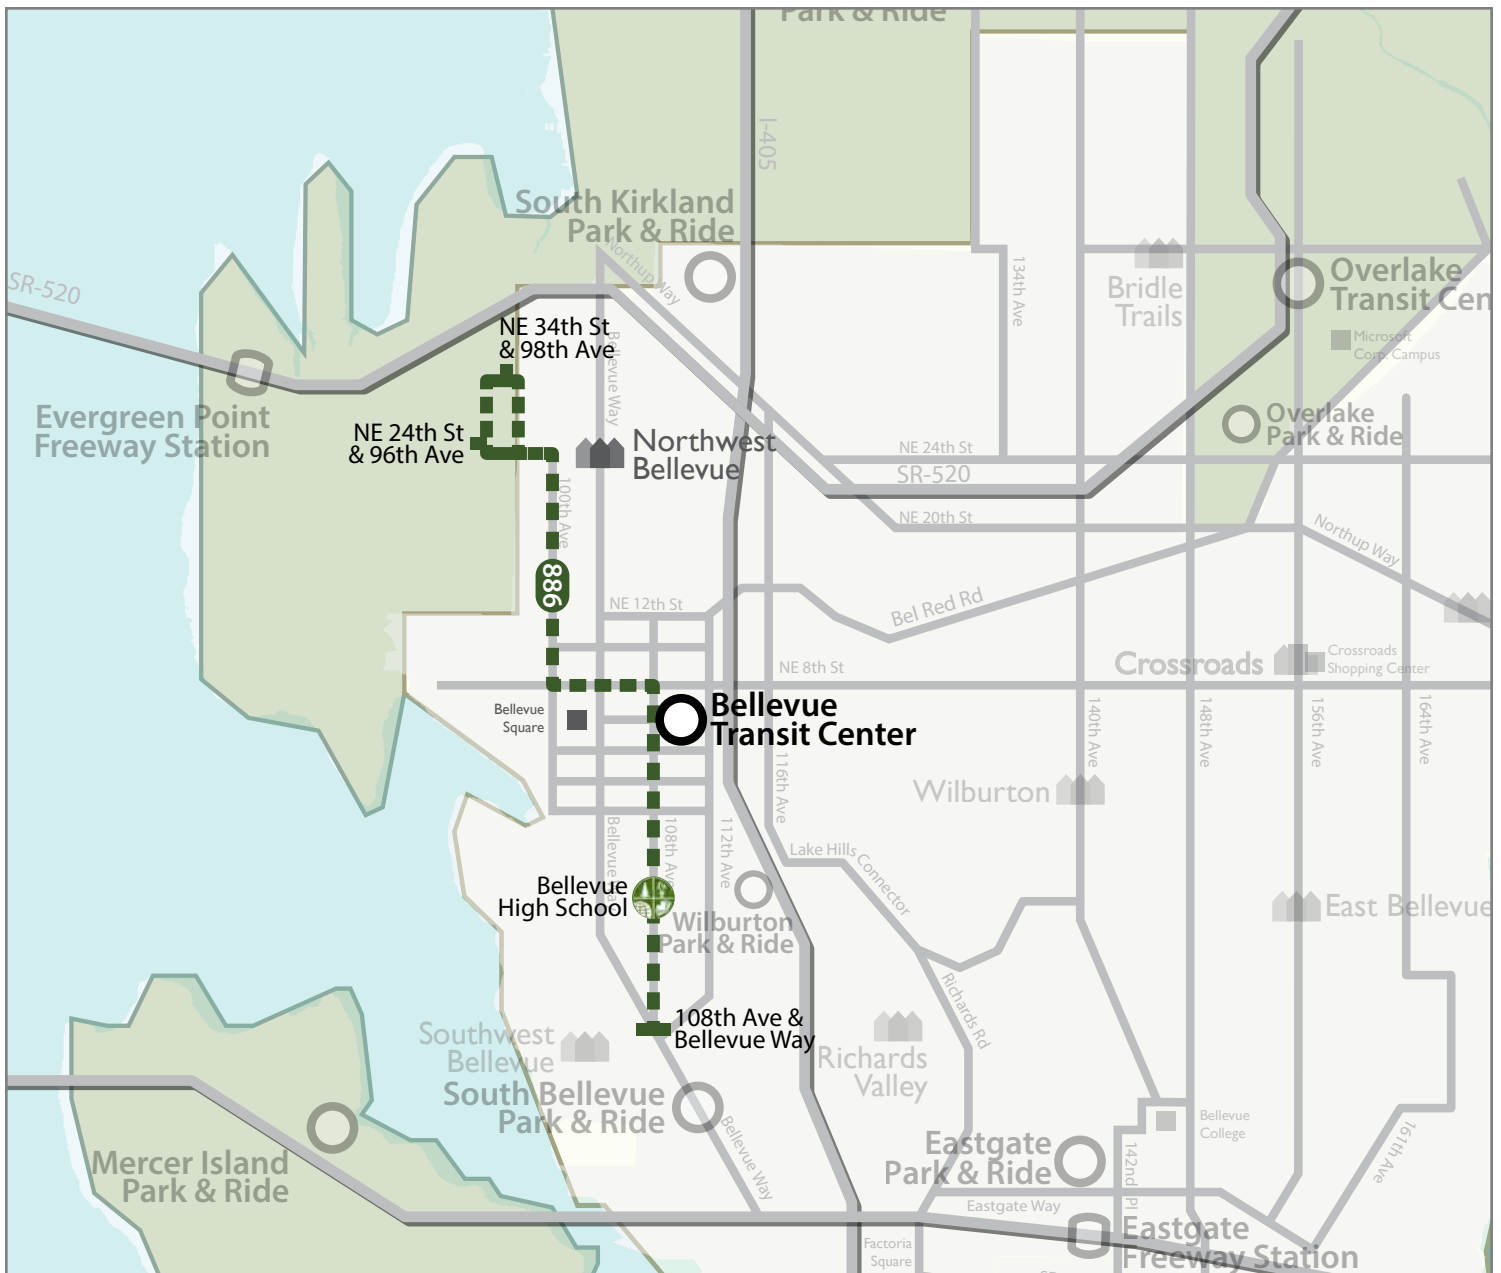 Park & Ride
I-405
South Kirkland
Park & Ride
Northup Way
134th Ave
Bridle
Trails
Overlake
Transit Cen
Microsoft
Corp. Campus
SR-520
NE 34th St
& 98th Ave
Bellevue Way
Evergreen Point
Freeway Station
NE 24th St
& 96th Ave
Northwest
Bellevue
Overlake
Park & Ride
NE 24th St
SR-520
100th Ave
NE 20th St
Northup Way
886
NE 12th St
Bel Red Rd
Crossroads
Crossroads
Shopping Center
NE 8th St
Bellevue
Square
Bellevue
Transit Center
140th Ave
148th Ave
156th Ave
164th Ave
116th Ave
Wilburton
Bellevue Way
108th Ave
112th Ave
Lake Hills Connector
Bellevue
High School
Wilburton
Park & Ride
East Bellevue
Richards Rd
108th Ave &
Bellevue Way
Southwest
Bellevue
Richards
Valley
South Bellevue
Park & Ride
Bellevue Way
Bellevue
College
Mercer Island
Park & Ride
Eastgate
Park & Ride
142nd Pl
161th Ave
Eastgate Way
Eastgate
Freeway Station
Factoria
Square